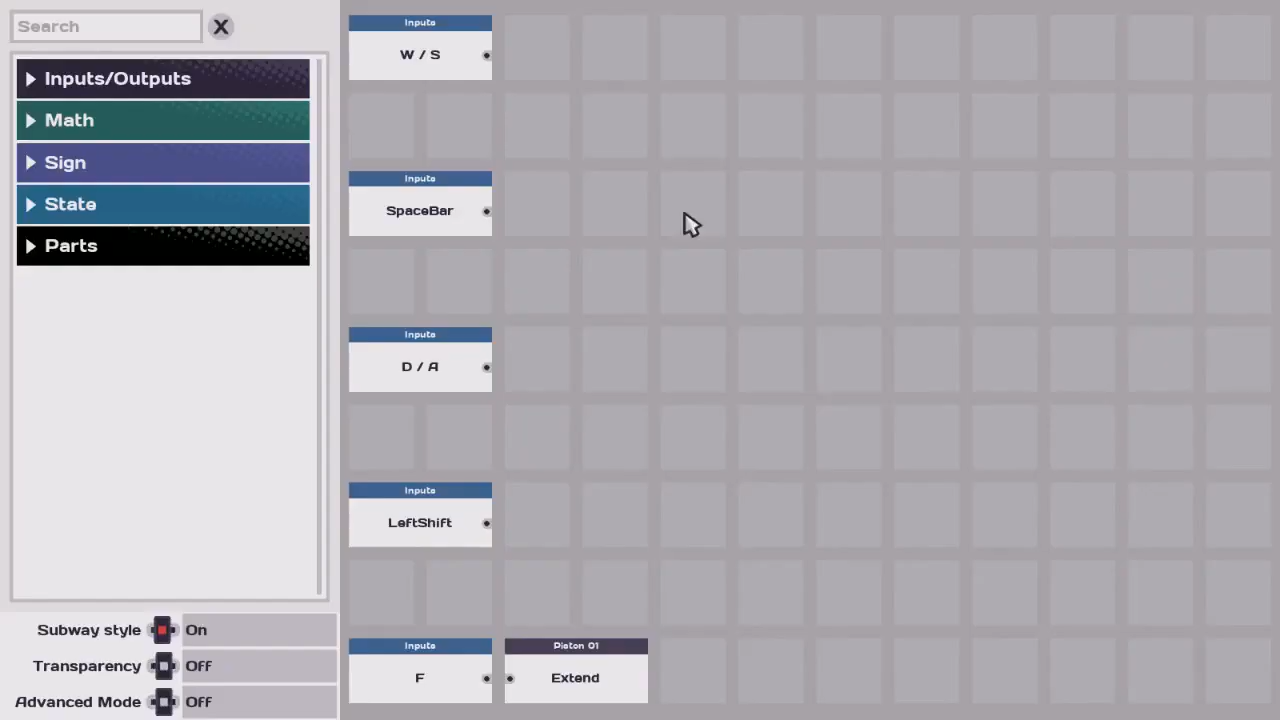 Search
X
Inputs/Outputs
Math
Sign
State
Parts
Subway style On
Transparency Off
Advanced Mode Off
Inputs
W / S
Inputs
SpaceBar
Inputs
D / A
Inputs
LeftShift
Inputs
F
Piston 01
Extend